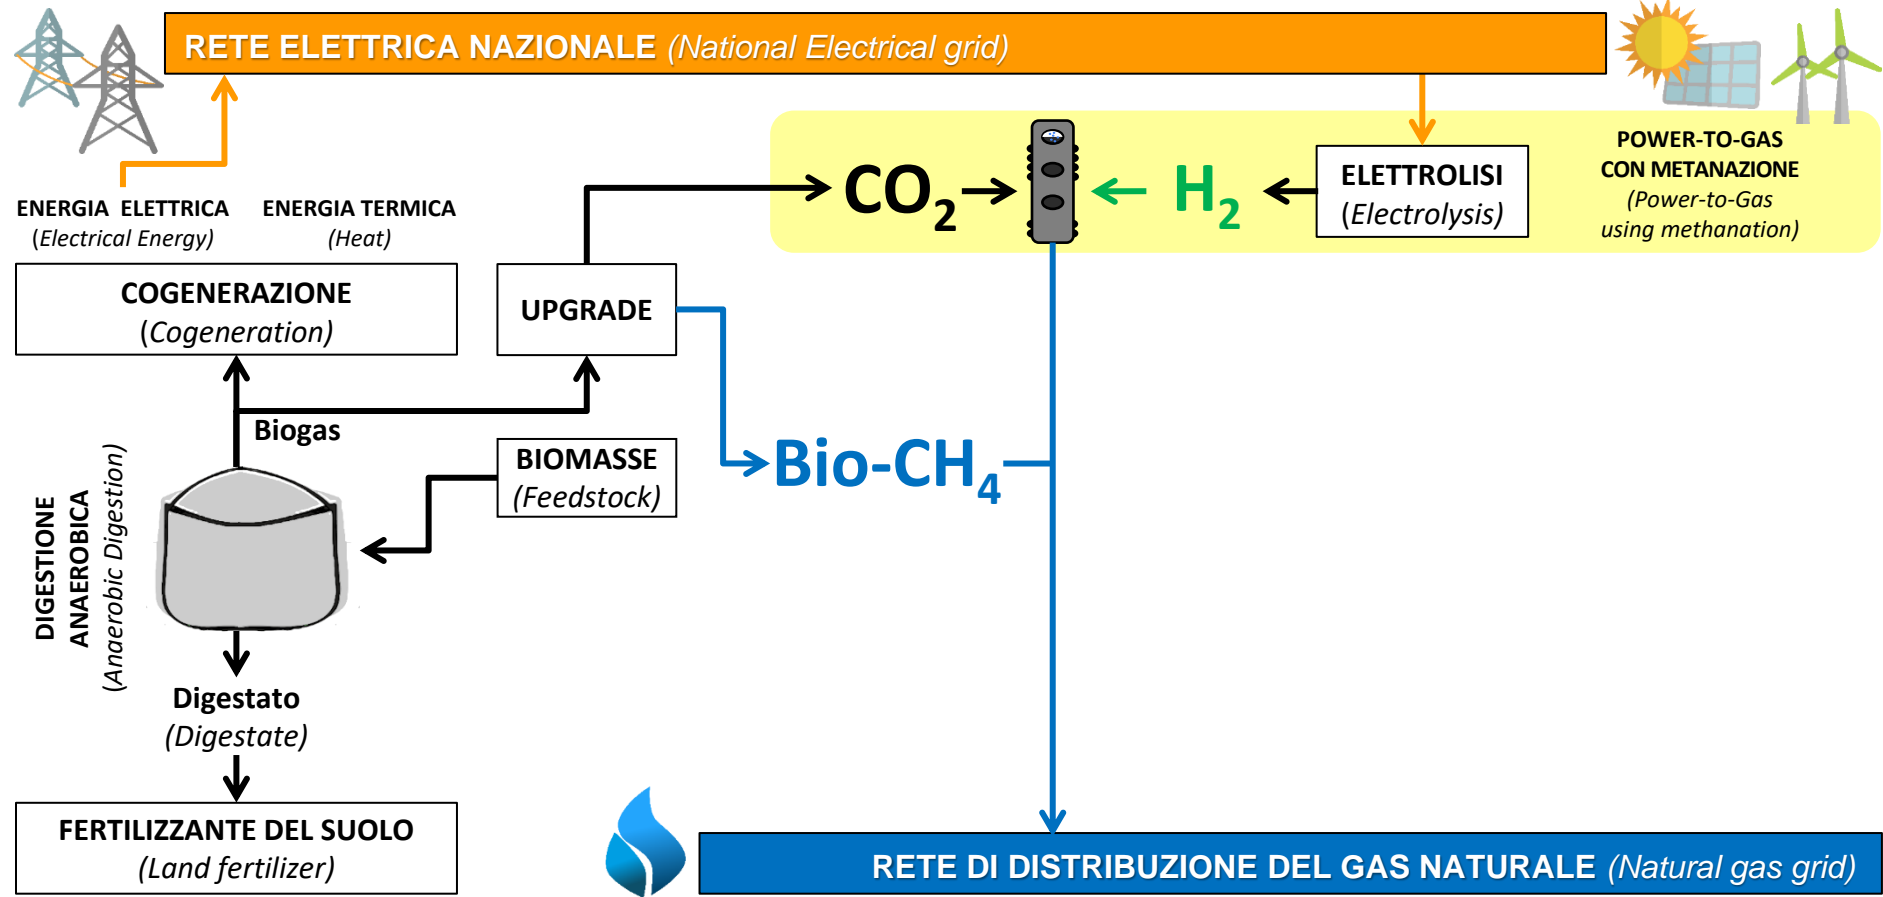 RETE ELETTRICA NAZIONALE (National Electrical grid)
POWER-TO-GAS
CON METANAZIONE
(Power-to-Gas
using methanation)
CO₂
H₂
ELETTROLISI
(Electrolysis)
ENERGIA ELETTRICA
(Electrical Energy)
ENERGIA TERMICA
(Heat)
COGENERAZIONE
(Cogeneration)
UPGRADE
Biogas
BIOMASSE
(Feedstock)
Bio-CH₄
DIGESTIONE
ANAEROBICA
(Anaerobic Digestion)
Digestato
(Digestate)
FERTILIZZANTE DEL SUOLO
(Land fertilizer)
RETE DI DISTRIBUZIONE DEL GAS NATURALE (Natural gas grid)